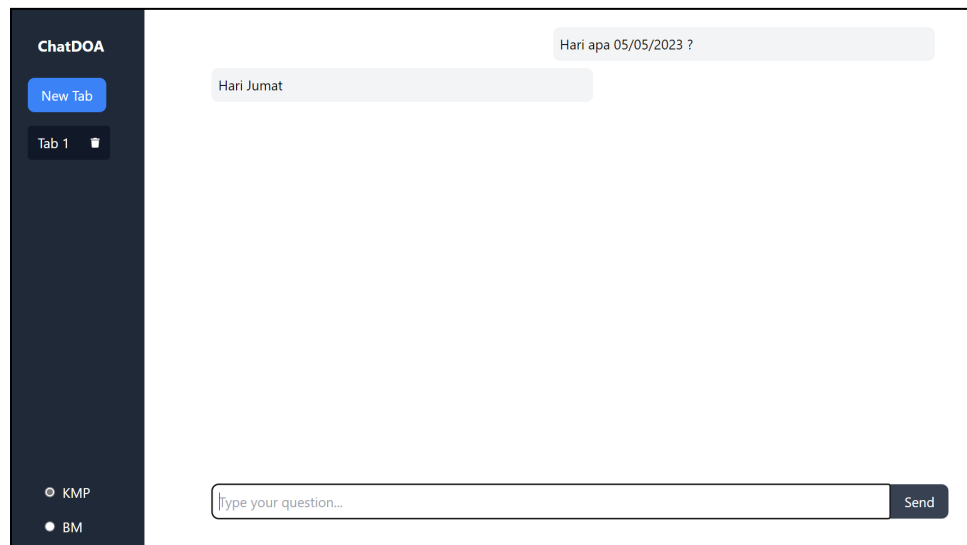 ChatDOA
New Tab
Tab 1
KMP
BM
Hari apa 05/05/2023 ?
Hari Jumat
Type your question...
Send